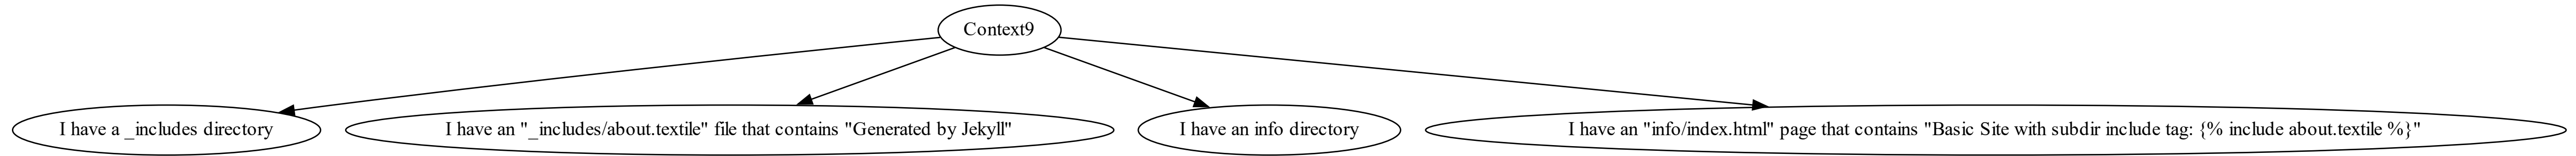 Context9
I have a _includes directory
I have an "_includes/about.textile" file that contains "Generated by Jekyll"
I have an info directory
I have an "info/index.html" page that contains "Basic Site with subdir include tag: {% include about.textile %}"